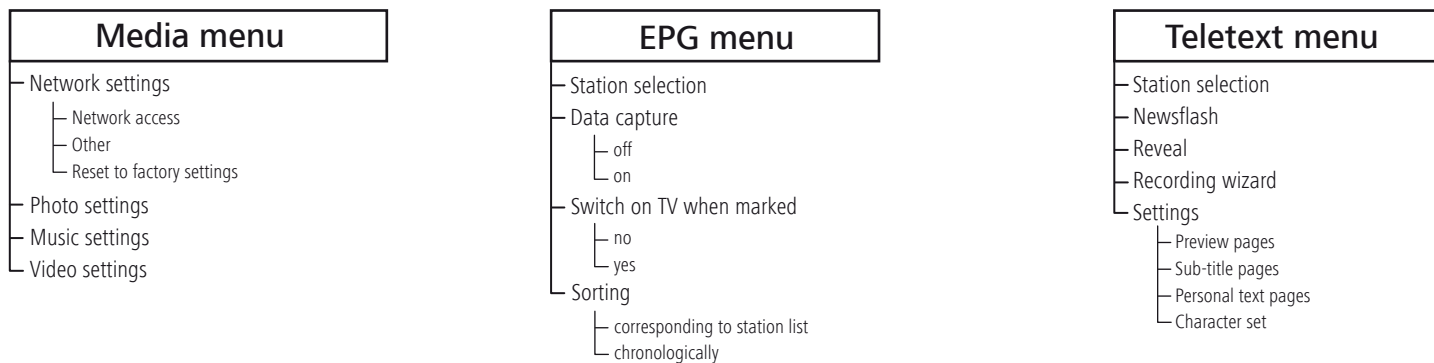 Media menu
Network settings
Network access
Other
Reset to factory settings
Photo settings
Music settings
Video settings
EPG menu
Station selection
Data capture
off
on
Switch on TV when marked
no
yes
Sorting
corresponding to station list
chronologically
Teletext menu
Station selection
Newsflash
Reveal
Recording wizard
Settings
Preview pages
Sub-title pages
Personal text pages
Character set